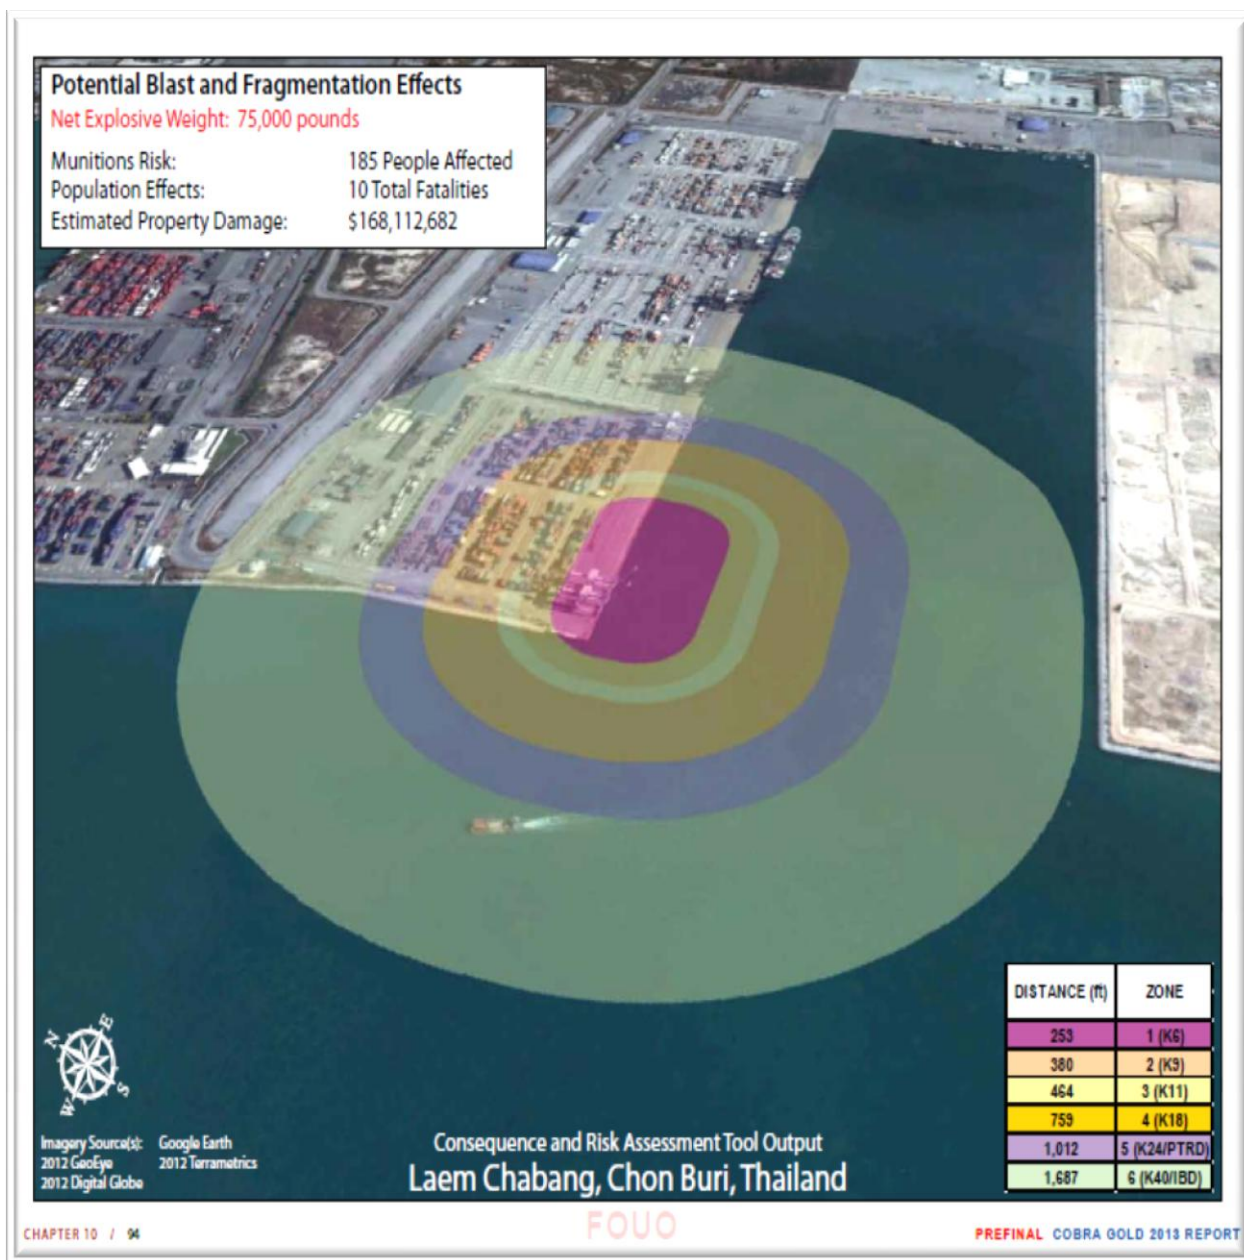 Potential Blast and Fragmentation Effects
Net Explosive Weight: 75,000 pounds
Munitions Risk: 185 People Affected
Population Effects: 10 Total Fatalities
Estimated Property Damage: $168,112,682
N
E
S
W
Imagery Source(s): Google Earth
2012 GeoEye 2012 Terrametrics
2012 Digital Globe
Consequence and Risk Assessment Tool Output
Laem Chabang, Chon Buri, Thailand
DISTANCE (ft) ZONE
253 1 (K6)
380 2 (K9)
464 3 (K11)
759 4 (K18)
1,012 5 (K24/PTRD)
1,687 6 (K40/IBD)
CHAPTER 10 / 94
FOUO
PREFINAL COBRA GOLD 2013 REPORT